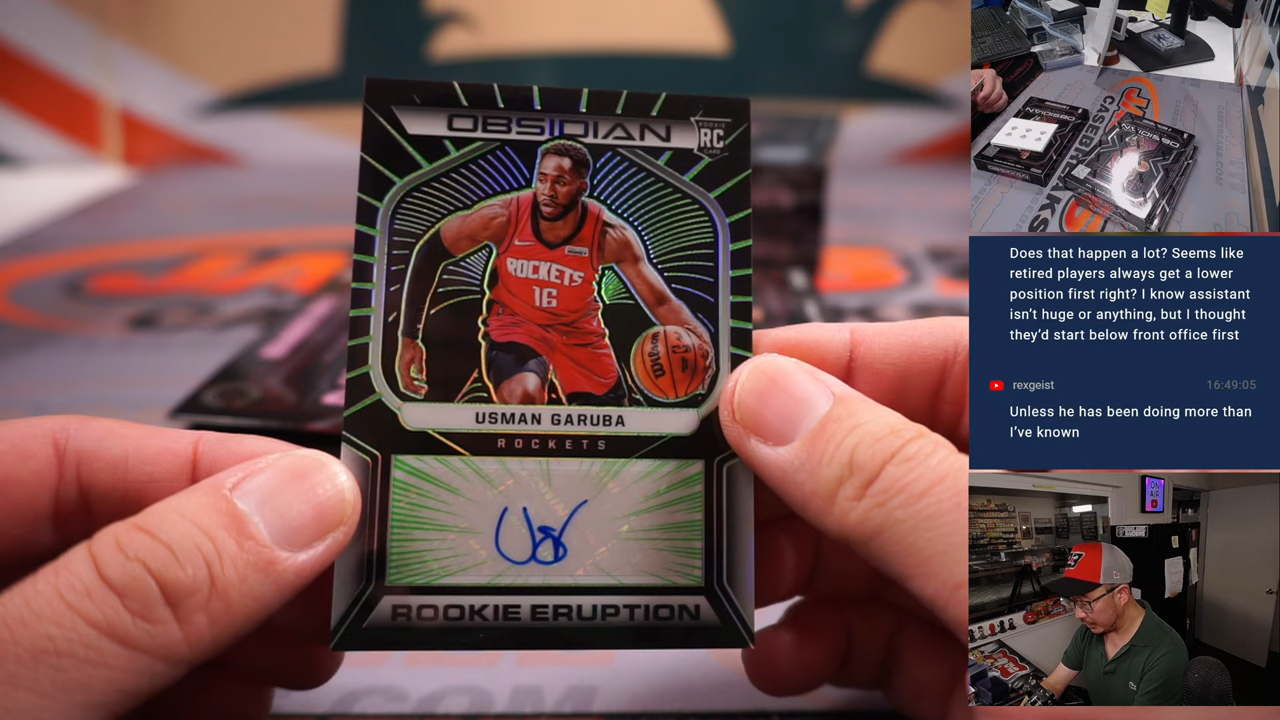 OBSIDIAN
ROOKIE
RC
CARD
ROCKETS
16
Wilson
USMAN GARUBA
ROCKETS
ROOKIE ERUPTION
OBSIDIAN
Does that happen a lot? Seems like
retired players always get a lower
position first right? I know assistant
isn't huge or anything, but I thought
they'd start below front office first
rexgeist
16:49:05
Unless he has been doing more than
I've known
ON
AIR